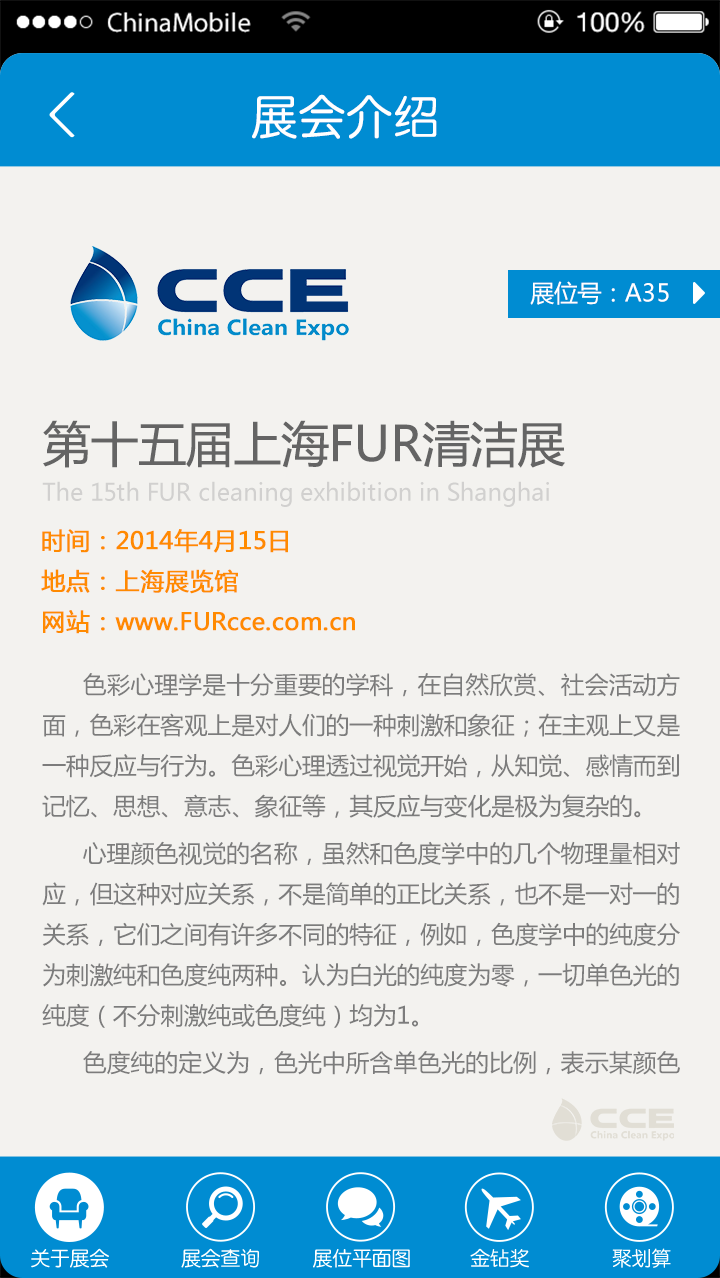 ChinaMobile 100%
展会介绍
CCE
China Clean Expo
展位号：A35
第十五届上海FUR清洁展
The 15th FUR cleaning exhibition in Shanghai
时间：2014年4月15日
地点：上海展览馆
网站：www.FURcce.com.cn
色彩心理学是十分重要的学科，在自然欣赏、社会活动方
面，色彩在客观上是对人们的一种刺激和象征；在主观上又是
一种反应与行为。色彩心理透过视觉开始，从知觉、感情而到
记忆、思想、意志、象征等，其反应与变化是极为复杂的。
心理颜色视觉的名称，虽然和色度学中的几个物理量相对
应，但这种对应关系，不是简单的正比关系，也不是一对一的
关系，它们之间有许多不同的特征，例如，色度学中的纯度分
为刺激纯和色度纯两种。认为白光的纯度为零，一切单色光的
纯度（不分刺激纯或色度纯）均为1。
色度纯的定义为，色光中所含单色光的比例，表示某颜色
CCE
China Clean Expo
关于展会 展会查询 展位平面图 金钻奖 聚划算